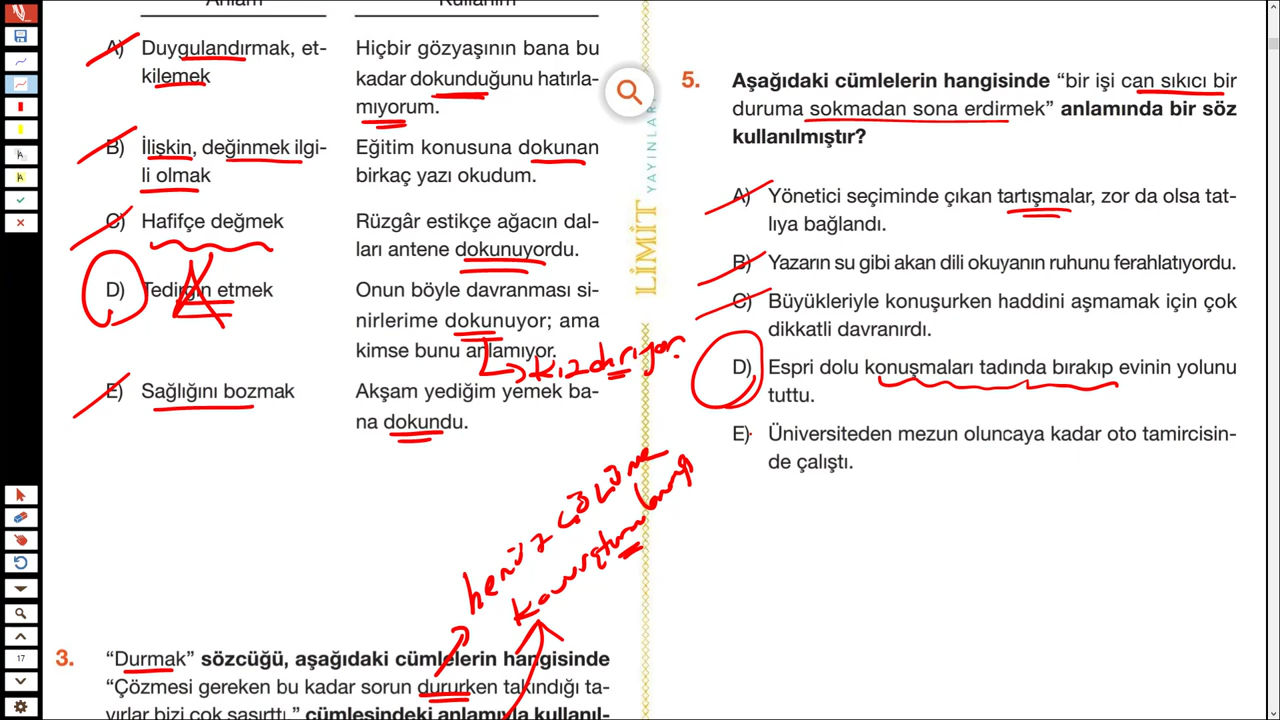 Anlam
Kullanım
A) Duygulandırmak, et-
kilemek
Hiçbir gözyaşının bana bu
kadar dokunduğunu hatırla-
mıyorum.
B) İlişkin, değinmek ilgi-
li olmak
Eğitim konusuna dokunan
birkaç yazı okudum.
C) Hafifçe değmek
Rüzgâr estikçe ağacın dal-
ları antene dokunuyordu.
D) Tedirgin etmek
Onun böyle davranması si-
nirlerime dokunuyor; ama
kimse bunu anlamıyor.
kızdırıyor.
E) Sağlığını bozmak
Akşam yediğim yemek ba-
na dokundu.
henüz çözüme
kavuşturulmamış
3. “Durmak” sözcüğü, aşağıdaki cümlelerin hangisinde
“Çözmesi gereken bu kadar sorun dururken takındığı ta-
vırlar bizi çok şaşırttı.” cümlesindeki anlamıyla kullanıl-
LİMİT YAYINLARI
5. Aşağıdaki cümlelerin hangisinde “bir işi can sıkıcı bir
duruma sokmadan sona erdirmek” anlamında bir söz
kullanılmıştır?
A) Yönetici seçiminde çıkan tartışmalar, zor da olsa tat-
lıya bağlandı.
B) Yazarın su gibi akan dili okuyanın ruhunu ferahlatıyordu.
C) Büyükleriyle konuşurken haddini aşmamak için çok
dikkatli davranırdı.
D) Espri dolu konuşmaları tadında bırakıp evinin yolunu
tuttu.
E) Üniversiteden mezun oluncaya kadar oto tamircisin-
de çalıştı.
17